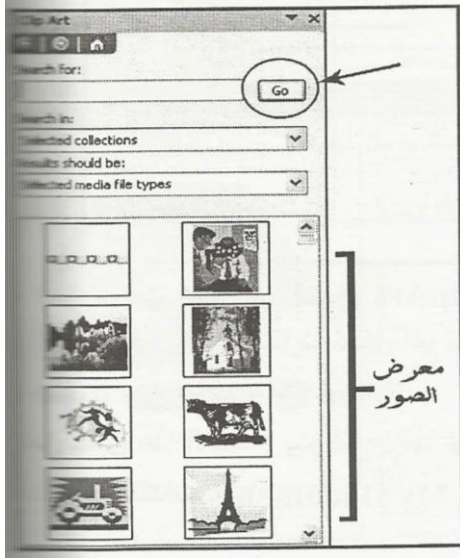 Clip Art
Search for:
Go
Search in:
Selected collections
Results should be:
Selected media file types
معرض
الصور